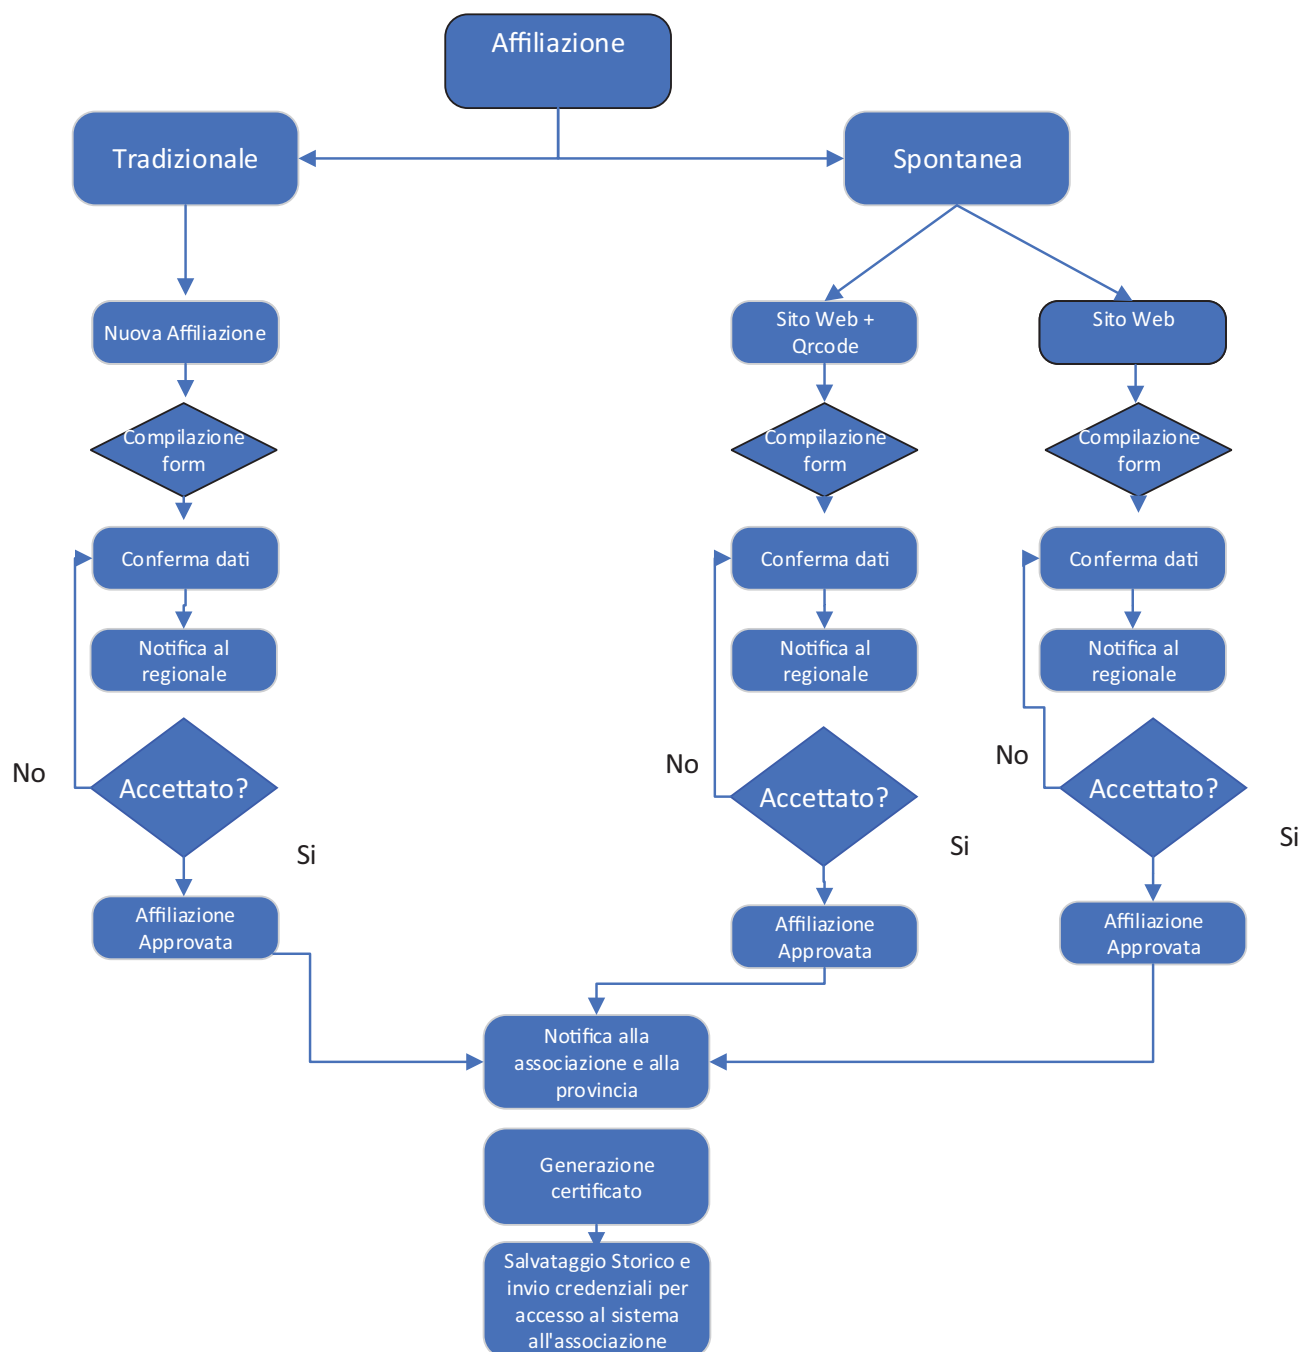 Affiliazione
Tradizionale
Spontanea
Nuova Affiliazione
Sito Web +
Qrcode
Sito Web
Compilazione
form
Compilazione
form
Compilazione
form
Conferma dati
Conferma dati
Conferma dati
Notifica al
regionale
Notifica al
regionale
Notifica al
regionale
No
Accettato?
Si
No
Accettato?
Si
No
Accettato?
Si
Affiliazione
Approvata
Affiliazione
Approvata
Affiliazione
Approvata
Notifica alla
associazione e alla
provincia
Generazione
certificato
Salvataggio Storico e
invio credenziali per
accesso al sistema
all'associazione